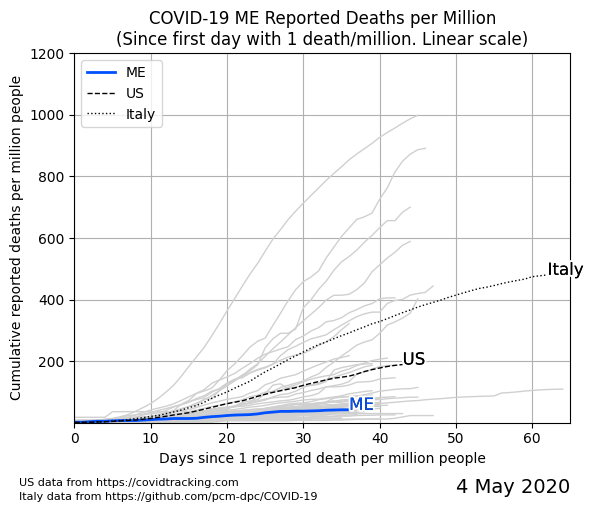 COVID-19 ME Reported Deaths per Million
(Since first day with 1 death/million. Linear scale)
Cumulative reported deaths per million people
1200
1000
800
600
400
200
ME
US
Italy
Italy
US
ME
0 10 20 30 40 50 60
Days since 1 reported death per million people
US data from https://covidtracking.com
Italy data from https://github.com/pcm-dpc/COVID-19
4 May 2020